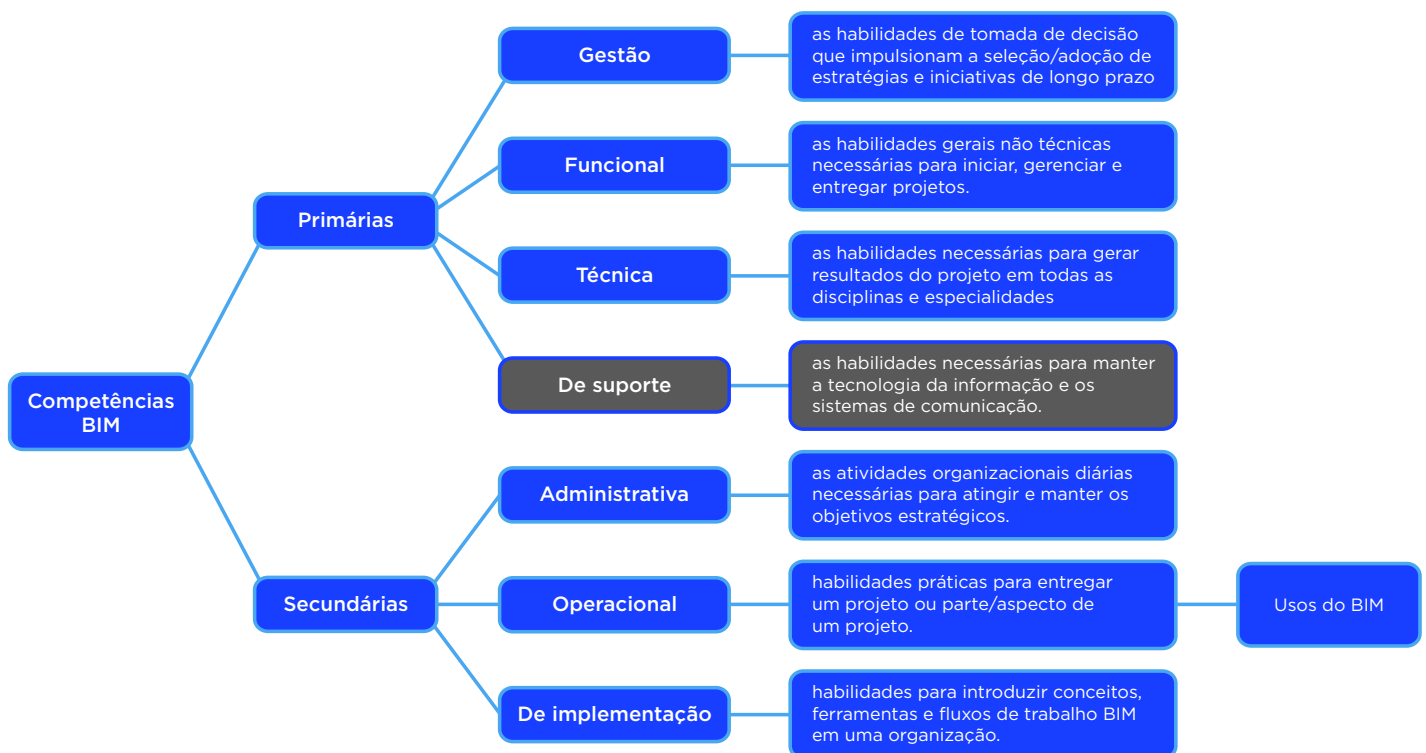 Gestão
as habilidades de tomada de decisão
que impulsionam a seleção/adoção de
estratégias e iniciativas de longo prazo
Funcional
as habilidades gerais não técnicas
necessárias para iniciar, gerenciar e
entregar projetos.
Primárias
Técnica
as habilidades necessárias para gerar
resultados do projeto em todas as
disciplinas e especialidades
De suporte
as habilidades necessárias para manter
a tecnologia da informação e os
sistemas de comunicação.
Competências
BIM
Administrativa
as atividades organizacionais diárias
necessárias para atingir e manter os
objetivos estratégicos.
Secundárias
Operacional
habilidades práticas para entregar
um projeto ou parte/aspecto de
um projeto.
Usos do BIM
De implementação
habilidades para introduzir conceitos,
ferramentas e fluxos de trabalho BIM
em uma organização.